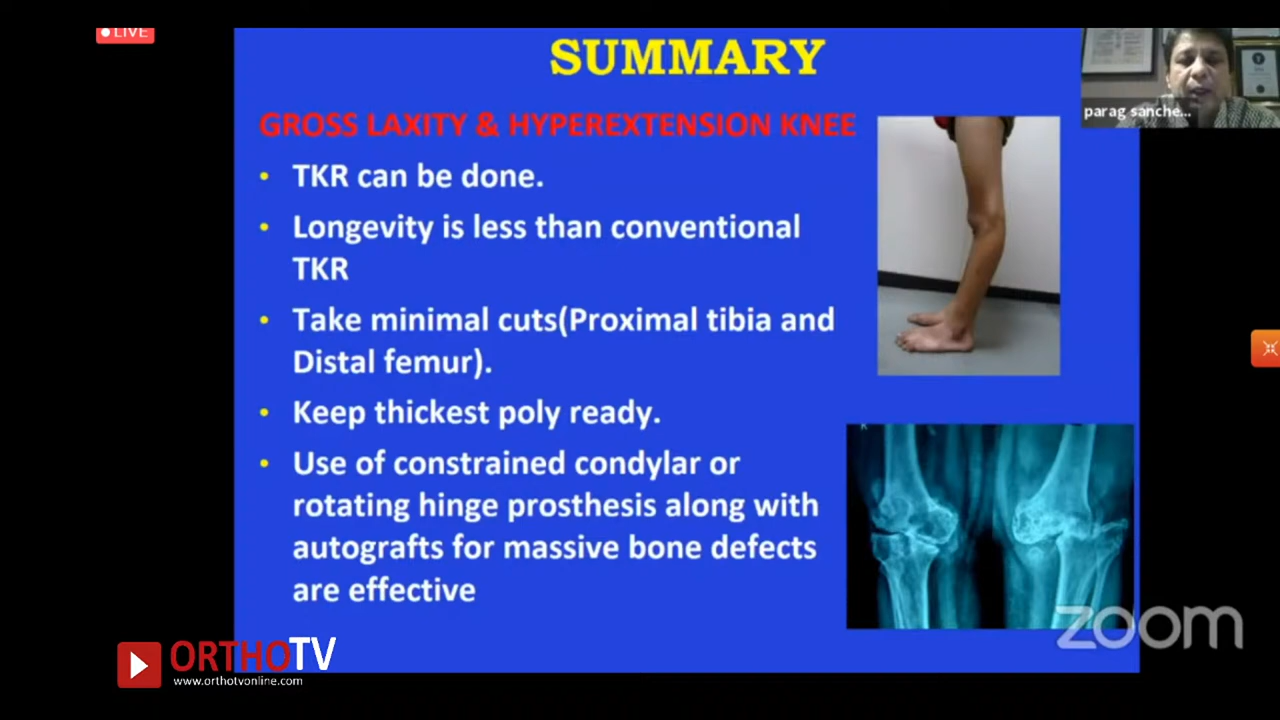 LIVE
SUMMARY
parag sanche...
GROSS LAXITY & HYPEREXTENSION KNEE
• TKR can be done.
• Longevity is less than conventional
TKR
• Take minimal cuts(Proximal tibia and
Distal femur).
• Keep thickest poly ready.
• Use of constrained condylar or
rotating hinge prosthesis along with
autografts for massive bone defects
are effective
zoom
ORTHOTV
www.orthotvonline.com